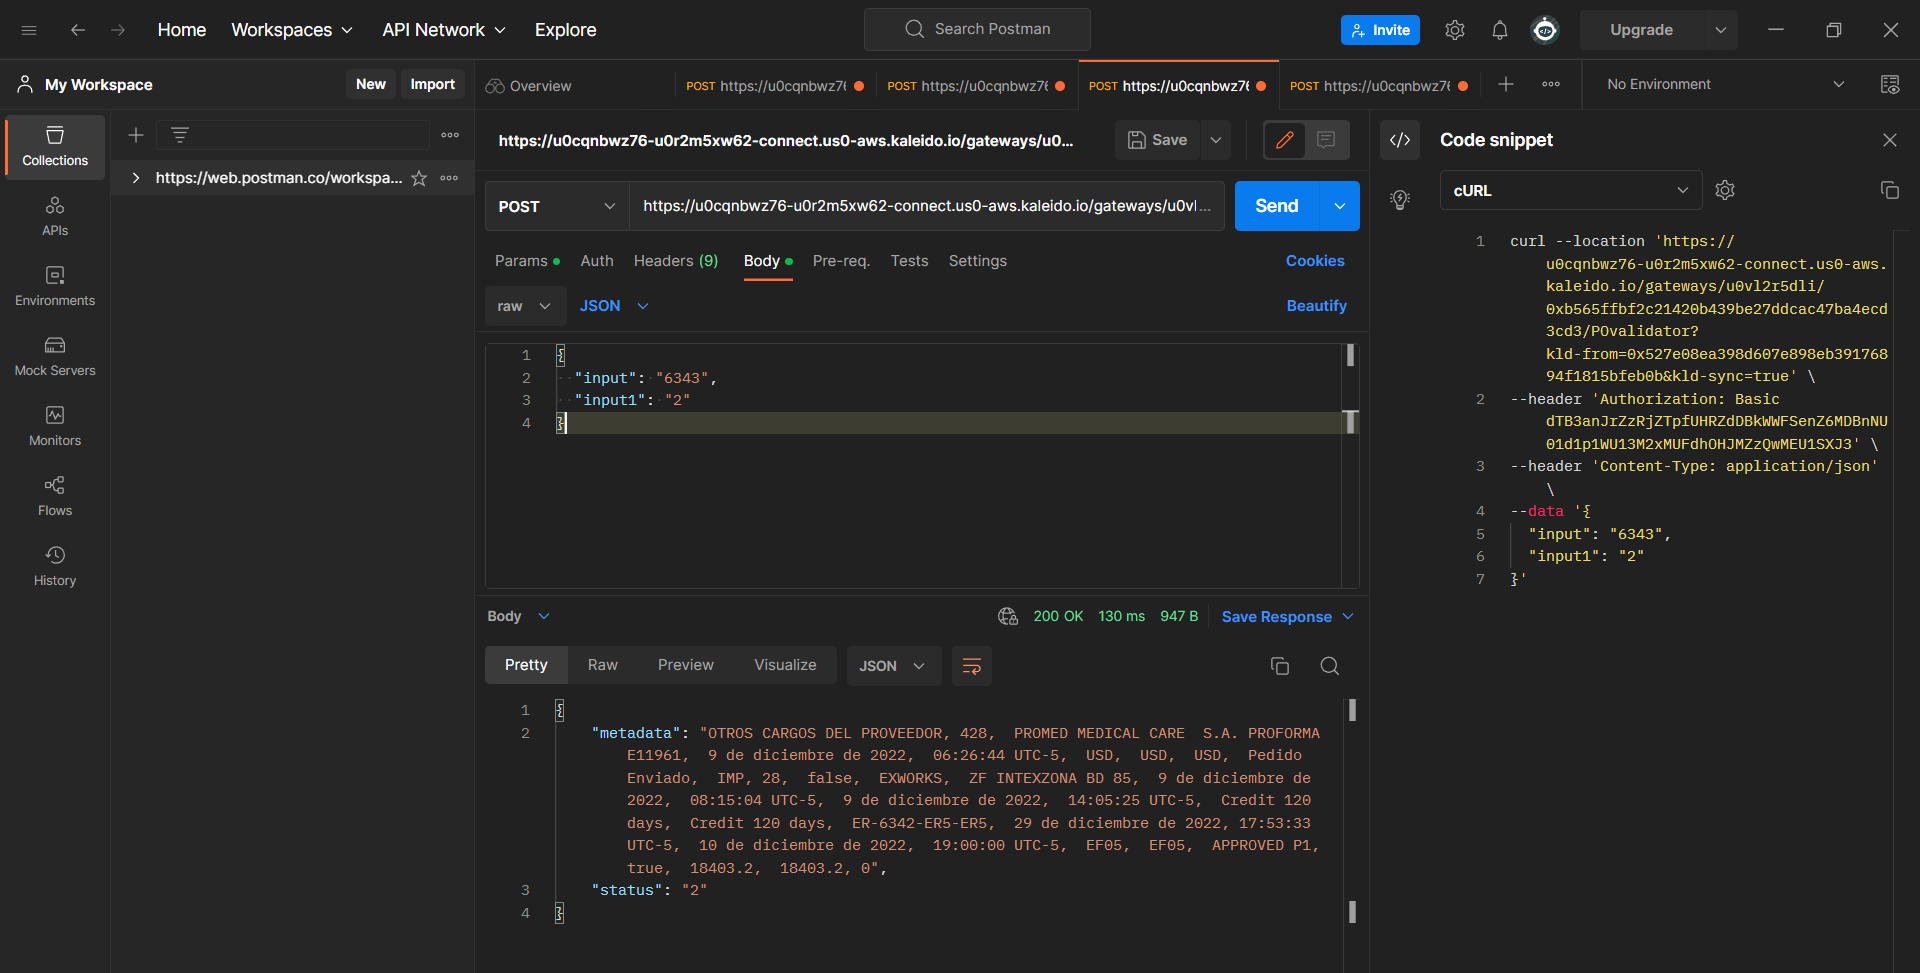 Home Workspaces API Network Explore Search Postman Invite Upgrade
My Workspace New Import
Overview POST https://u0cqnbwz7 POST https://u0cqnbwz7 POST https://u0cqnbwz7 POST https://u0cqnbwz7 No Environment
Collections
APIs
Environments
Mock Servers
Monitors
Flows
History
https://web.postman.co/workspa...
https://u0cqnbwz76-u0r2m5xw62-connect.us0-aws.kaleido.io/gateways/u0... Save
POST https://u0cqnbwz76-u0r2m5xw62-connect.us0-aws.kaleido.io/gateways/u0vl... Send
Params Auth Headers (9) Body Pre-req. Tests Settings Cookies
raw JSON Beautify
1 {
2 "input": "6343",
3 "input1": "2"
4 }
Body 200 OK 130 ms 947 B Save Response
Pretty Raw Preview Visualize JSON
1 {
2 "metadata": "OTROS CARGOS DEL PROVEEDOR, 428, PROMED MEDICAL CARE S.A. PROFORMA
E11961, 9 de diciembre de 2022, 06:26:44 UTC-5, USD, USD, USD, Pedido
Enviado, IMP, 28, false, EXWORKS, ZF INTEXZONA BD 85, 9 de diciembre de
2022, 08:15:04 UTC-5, 9 de diciembre de 2022, 14:05:25 UTC-5, Credit 120
days, Credit 120 days, ER-6342-ER5-ER5, 29 de diciembre de 2022, 17:53:33
UTC-5, 10 de diciembre de 2022, 19:00:00 UTC-5, EF05, EF05, APPROVED P1,
true, 18403.2, 18403.2, 0",
3 "status": "2"
4 }
Code snippet
cURL
1 curl --location 'https://
u0cqnbwz76-u0r2m5xw62-connect.us0-aws.
kaleido.io/gateways/u0vl2r5dli/
0xb565ffbf2c21420b439be27ddcac47ba4ecd
3cd3/POvalidator?
kld-from=0x527e08ea398d607e898eb391768
94f1815bfeb0b&kld-sync=true' \
2 --header 'Authorization: Basic
dTB3anJrZzRjZTpfUHRZdDBkWWFSenZ6MDBnNU
01d1p1WU13M2xMUFdhOHJMZzQwMEU1SXJ3' \
3 --header 'Content-Type: application/json'
\
4 --data '{
5 "input": "6343",
6 "input1": "2"
7 }'